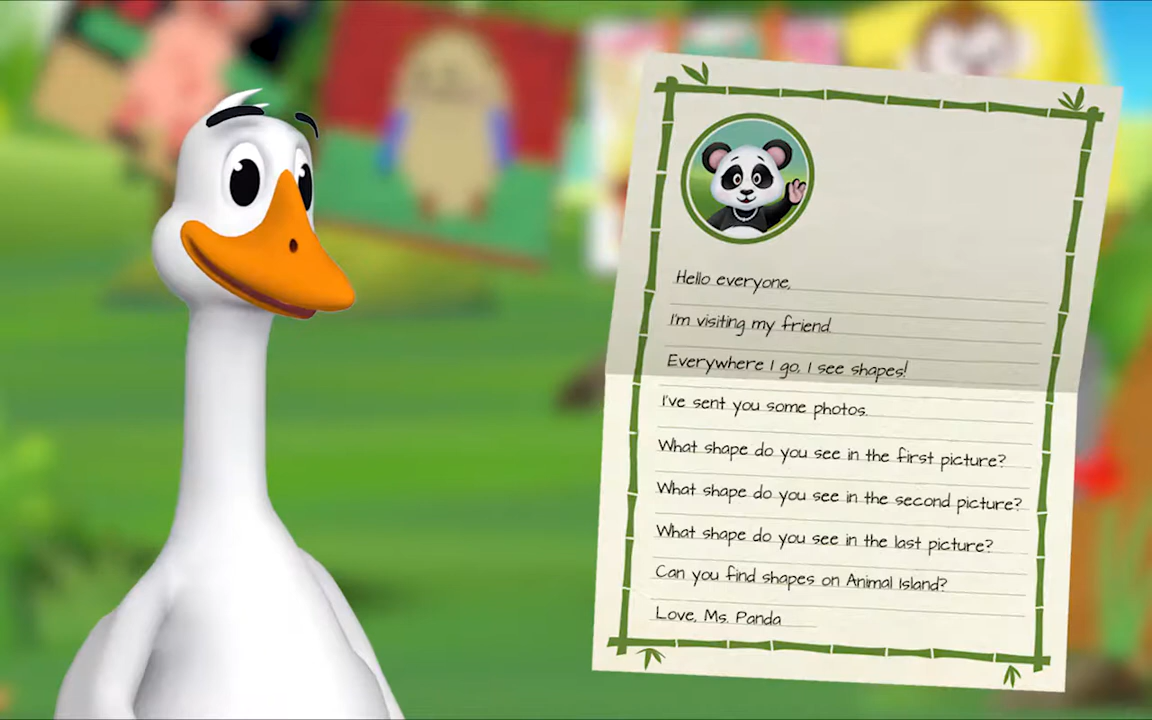 Hello everyone,
I'm visiting my friend.
Everywhere I go, I see shapes!
I've sent you some photos.
What shape do you see in the first picture?
What shape do you see in the second picture?
What shape do you see in the last picture?
Can you find shapes on Animal Island?
Love, Ms. Panda